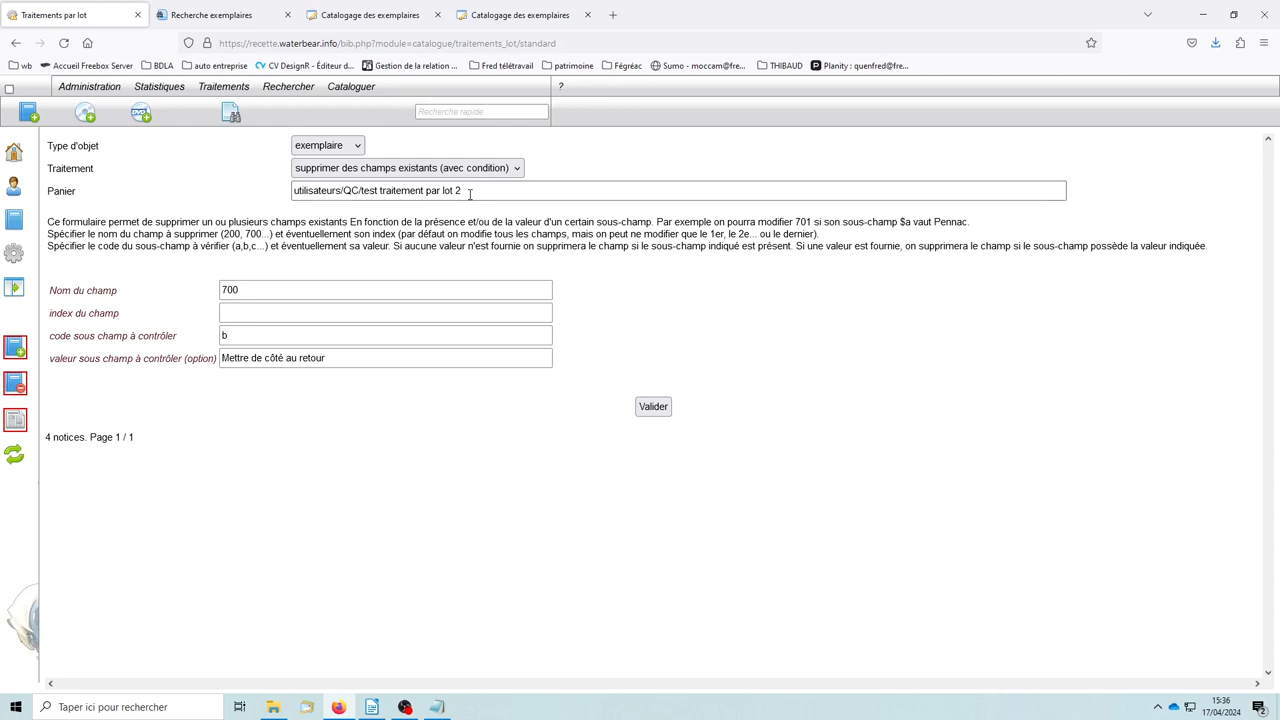 Traitements par lot
Recherche exemplaires
Catalogage des exemplaires
Catalogage des exemplaires
https://recette.waterbear.info/bib.php?module=catalogue/traitements_lot/standard
wb
Accueil Freebox Server
BDLA
auto entreprise
CV DesignR - Éditeur d...
Gestion de la relation ...
Fred télétravail
patrimoine
Fégréac
Sumo - moccam@fre...
THIBAUD
Planity : quenfred@fre...
Administration
Statistiques
Traitements
Rechercher
Cataloguer
?
Recherche rapide
Type d'objet
exemplaire
Traitement
supprimer des champs existants (avec condition)
Panier
utilisateurs/QC/test traitement par lot 2
Ce formulaire permet de supprimer un ou plusieurs champs existants En fonction de la présence et/ou de la valeur d'un certain sous-champ. Par exemple on pourra modifier 701 si son sous-champ $a vaut Pennac.
Spécifier le nom du champ à supprimer (200, 700...) et éventuellement son index (par défaut on modifie tous les champs, mais on peut ne modifier que le 1er, le 2e... ou le dernier).
Spécifier le code du sous-champ à vérifier (a,b,c...) et éventuellement sa valeur. Si aucune valeur n'est fournie on supprimera le champ si le sous-champ indiqué est présent. Si une valeur est fournie, on supprimera le champ si le sous-champ possède la valeur indiquée.
Nom du champ
700
index du champ
code sous champ à contrôler
b
valeur sous champ à contrôler (option)
Mettre de côté au retour
Valider
4 notices. Page 1 / 1
Taper ici pour rechercher
15:36
17/04/2024
2